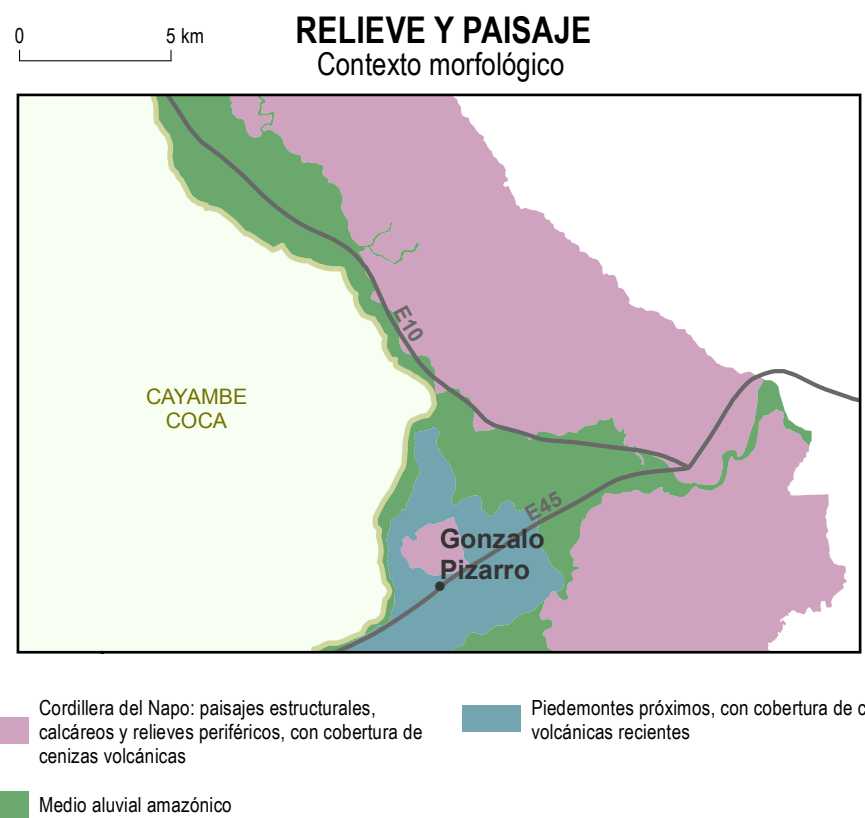 RELIEVE Y PAISAJE
Contexto morfológico
0 5 km
E10
CAYAMBE
COCA
E45
Gonzalo
Pizarro
Cordillera del Napo: paisajes estructurales,
calcáreos y relieves periféricos, con cobertura de
cenizas volcánicas
Piedemontes próximos, con cobertura de c
volcánicas recientes
Medio aluvial amazónico